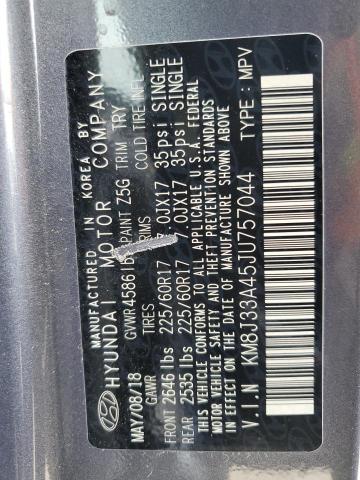 MANUFACTURED IN KOREA BY
HYUNDAI MOTOR COMPANY
MAY/08/18 GVWR 4586 lbs PAINT Z5G TRIM TRY
GAWR TIRES RIMS COLD TIRE INFL
FRONT 2646 lbs 225/60R17 7.0JX17 35psi SINGLE
REAR 2535 lbs 225/60R17 7.0JX17 35psi SINGLE
THIS VEHICLE CONFORMS TO ALL APPLICABLE U.S.A. FEDERAL
MOTOR VEHICLE SAFETY AND THEFT PREVENTION STANDARDS
IN EFFECT ON THE DATE OF MANUFACTURE SHOWN ABOVE
V.I.N KM8J33A45JU757044 TYPE: MPV